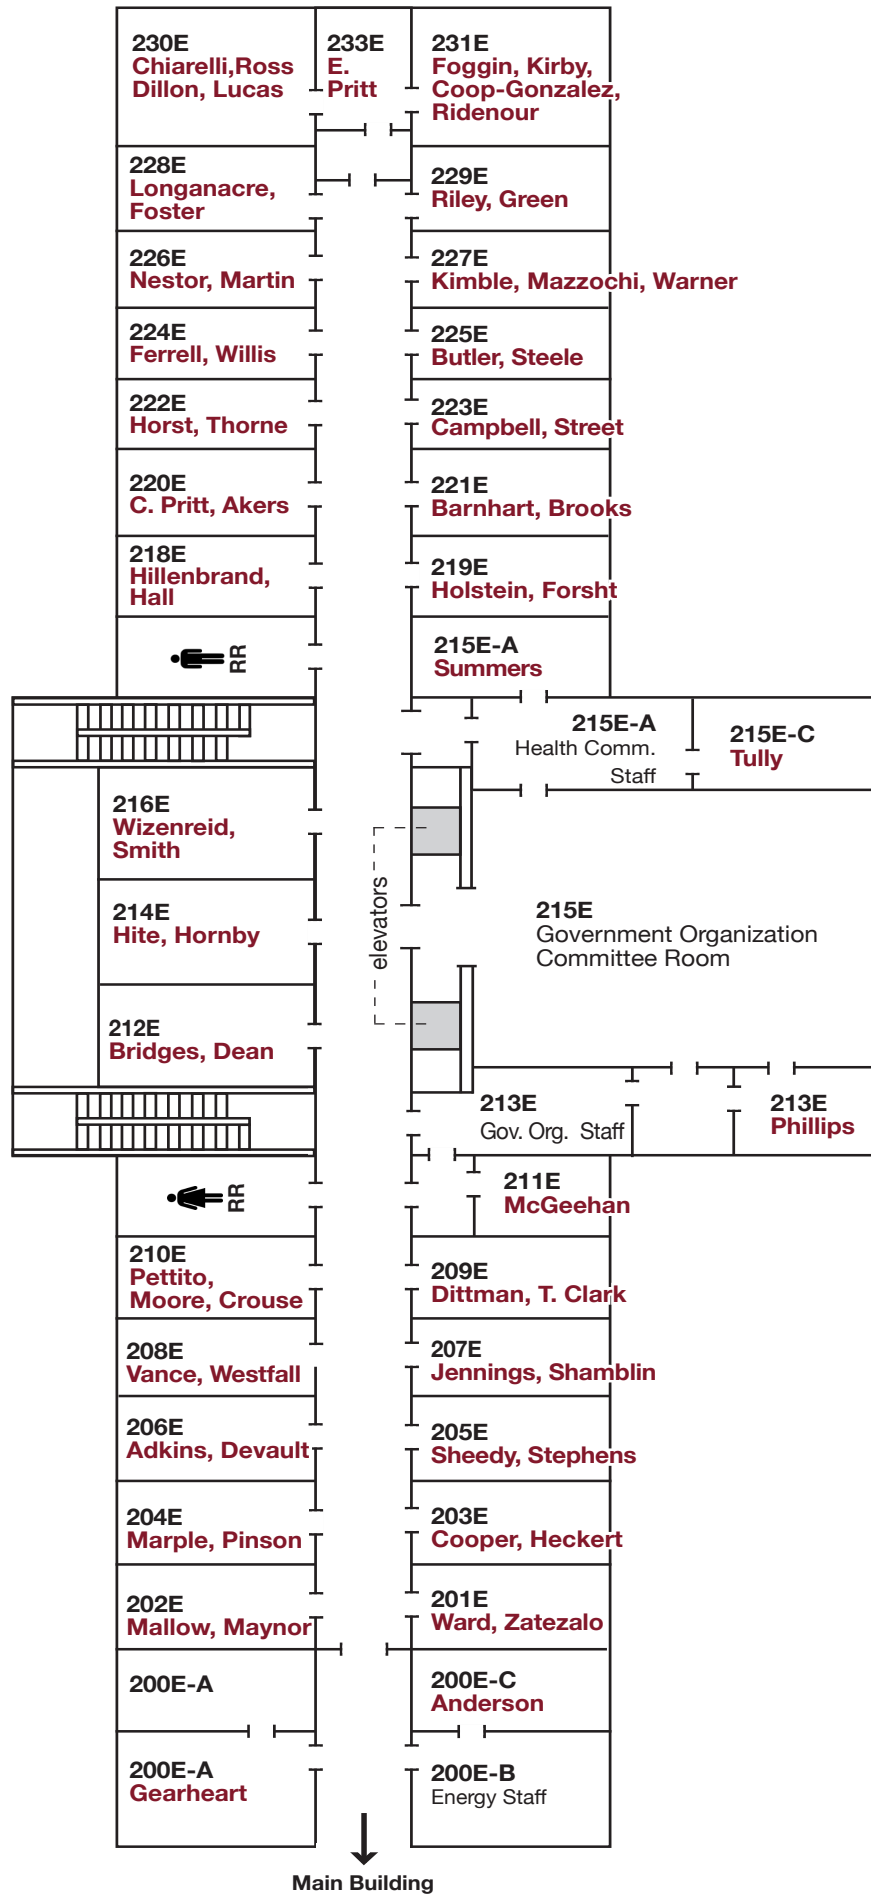 230E
Chiarelli,Ross
Dillon, Lucas
233E
E.
Pritt
231E
Foggin, Kirby,
Coop-Gonzalez,
Ridenour
228E
Longanacre,
Foster
229E
Riley, Green
226E
Nestor, Martin
227E
Kimble, Mazzochi, Warner
224E
Ferrell, Willis
225E
Butler, Steele
222E
Horst, Thorne
223E
Campbell, Street
220E
C. Pritt, Akers
221E
Barnhart, Brooks
218E
Hillenbrand,
Hall
219E
Holstein, Forsht
RR
215E-A
Summers
215E-A
Health Comm.
Staff
215E-C
Tully
216E
Wizenreid,
Smith
214E
Hite, Hornby
elevators
215E
Government Organization
Committee Room
212E
Bridges, Dean
213E
Gov. Org. Staff
213E
Phillips
RR
211E
McGeehan
210E
Pettito,
Moore, Crouse
209E
Dittman, T. Clark
208E
Vance, Westfall
207E
Jennings, Shamblin
206E
Adkins, Devault
205E
Sheedy, Stephens
204E
Marple, Pinson
203E
Cooper, Heckert
202E
Mallow, Maynor
201E
Ward, Zatezalo
200E-A
200E-C
Anderson
200E-A
Gearheart
200E-B
Energy Staff
Main Building